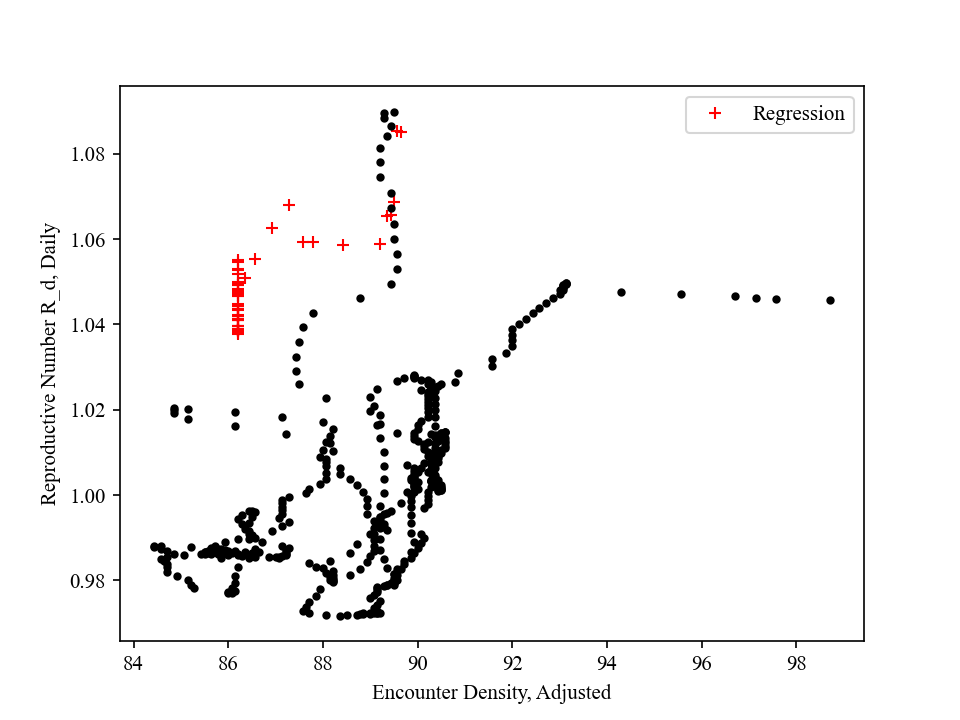 Regression
1.08
1.06
1.04
1.02
1.00
0.98
Reproductive Number R_d, Daily
84 86 88 90 92 94 96 98
Encounter Density, Adjusted